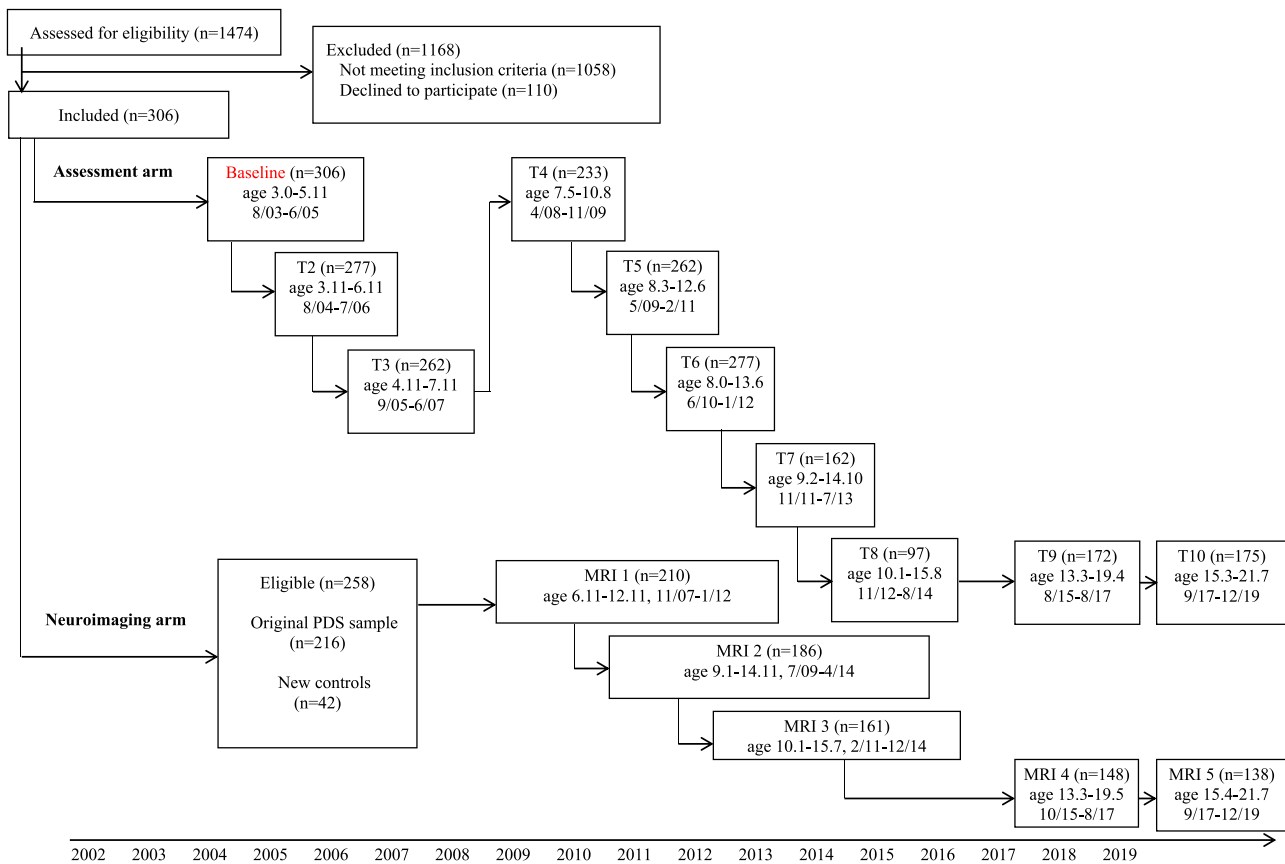 Assessed for eligibility (n=1474)
Excluded (n=1168)
Not meeting inclusion criteria (n=1058)
Declined to participate (n=110)
Included (n=306)
Assessment arm
Baseline (n=306)
age 3.0-5.11
8/03-6/05
T2 (n=277)
age 3.11-6.11
8/04-7/06
T3 (n=262)
age 4.11-7.11
9/05-6/07
T4 (n=233)
age 7.5-10.8
4/08-11/09
T5 (n=262)
age 8.3-12.6
5/09-2/11
T6 (n=277)
age 8.0-13.6
6/10-1/12
T7 (n=162)
age 9.2-14.10
11/11-7/13
T8 (n=97)
age 10.1-15.8
11/12-8/14
T9 (n=172)
age 13.3-19.4
8/15-8/17
T10 (n=175)
age 15.3-21.7
9/17-12/19
Neuroimaging arm
Eligible (n=258)
Original PDS sample
(n=216)
New controls
(n=42)
MRI 1 (n=210)
age 6.11-12.11, 11/07-1/12
MRI 2 (n=186)
age 9.1-14.11, 7/09-4/14
MRI 3 (n=161)
age 10.1-15.7, 2/11-12/14
MRI 4 (n=148)
age 13.3-19.5
10/15-8/17
MRI 5 (n=138)
age 15.4-21.7
9/17-12/19
2002 2003 2004 2005 2006 2007 2008 2009 2010 2011 2012 2013 2014 2015 2016 2017 2018 2019